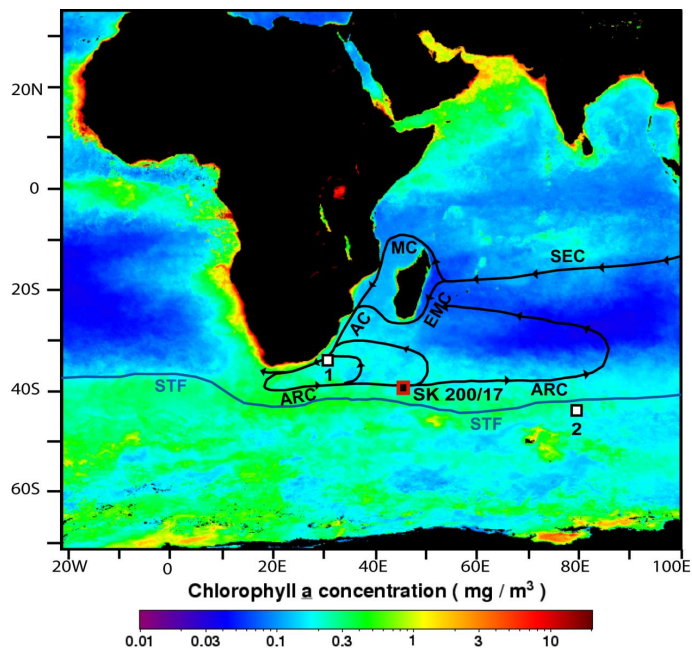 20N
0
20S
40S
60S
MC
SEC
EMC
AC
1
ARC
SK 200/17
ARC
STF
STF
2
20W
0
20E
40E
60E
80E
100E
Chlorophyll a concentration ( mg / m³ )
0.01
0.03
0.1
0.3
1
3
10